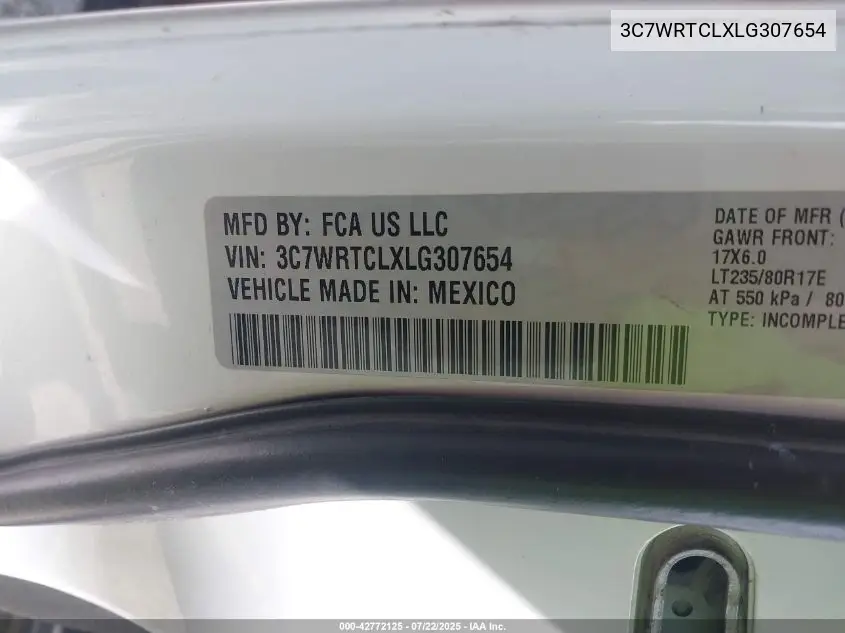 3C7WRTCLXLG307654
MFD BY: FCA US LLC
VIN: 3C7WRTCLXLG307654
VEHICLE MADE IN: MEXICO
DATE OF MFR (
GAWR FRONT:
17X6.0
LT235/80R17E
AT 550 kPa / 80
TYPE: INCOMPLE
000-42772125 - 07/22/2025 - IAA Inc.